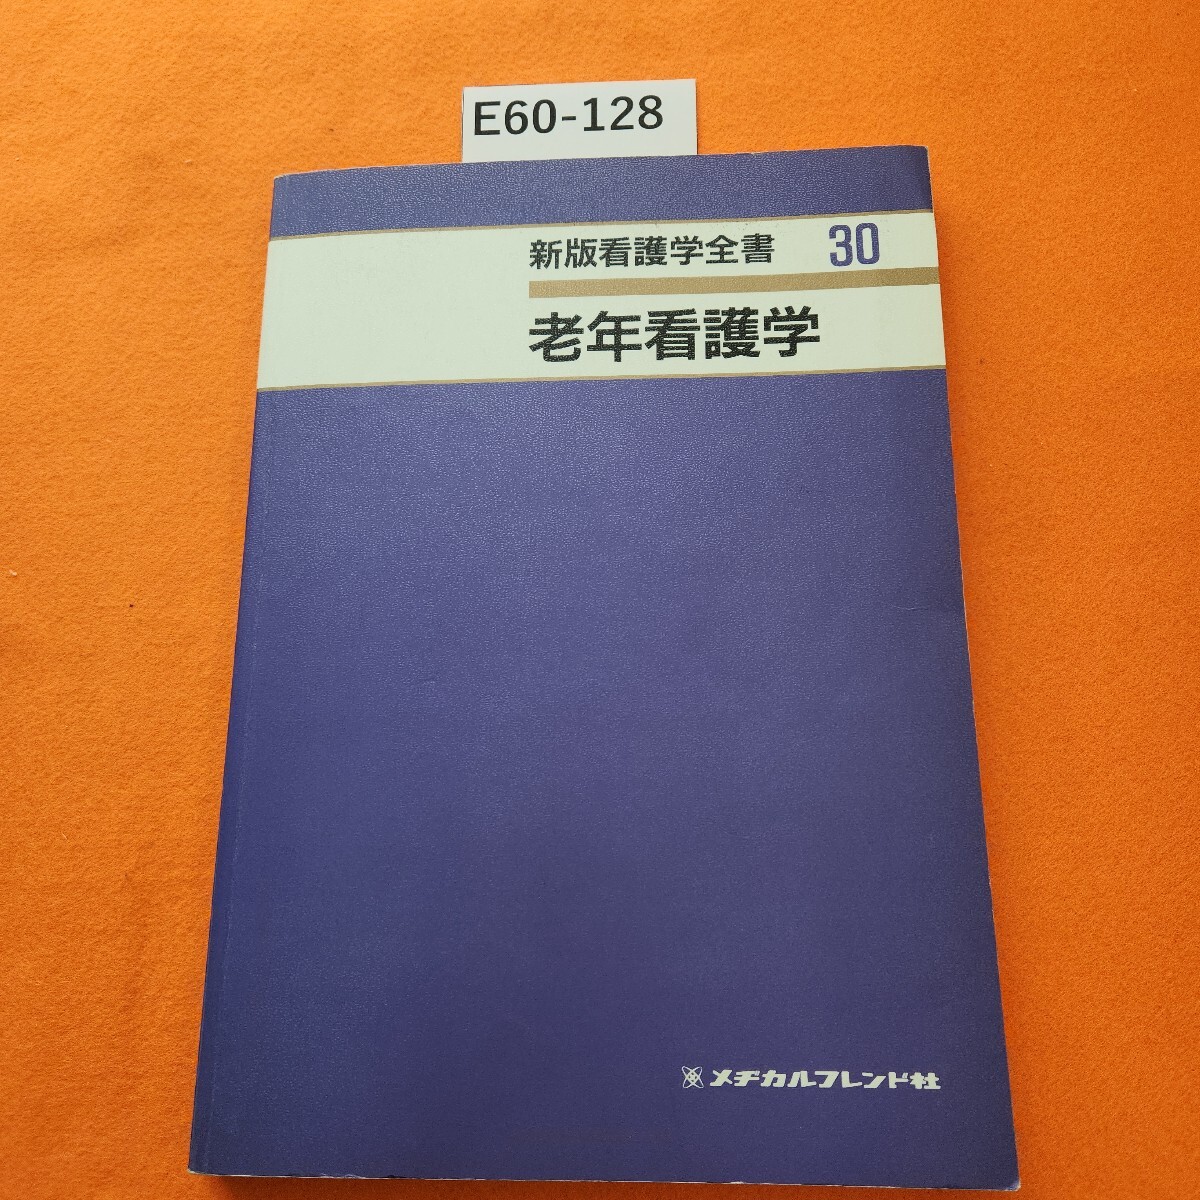 E60-128
新版看護学全書 30
老年看護学
メヂカルフレンド社